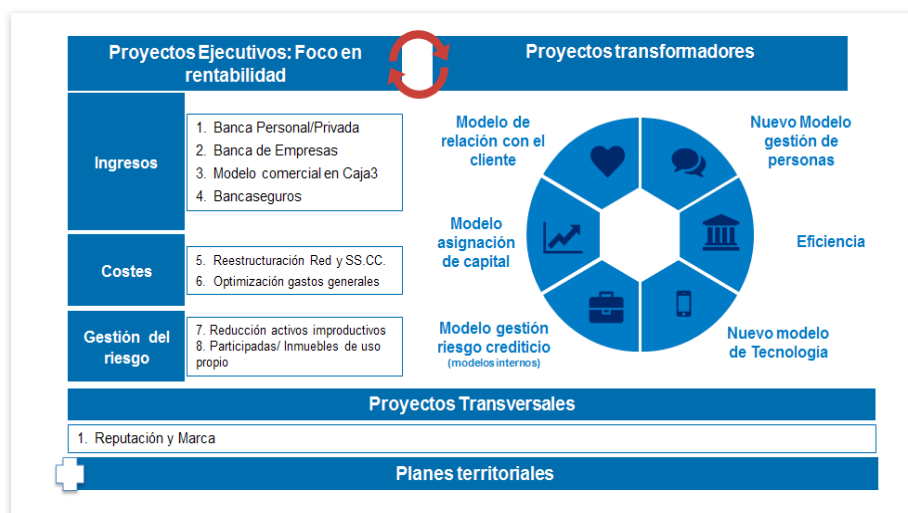 Proyectos Ejecutivos: Foco en
rentabilidad
Proyectos transformadores
Ingresos
1. Banca Personal/Privada
2. Banca de Empresas
3. Modelo comercial en Caja3
4. Bancaseguros
Costes
5. Reestructuración Red y SS.CC.
6. Optimización gastos generales
Gestión del
riesgo
7. Reducción activos improductivos
8. Participadas/ Inmuebles de uso
propio
Modelo de
relación con el
cliente
Nuevo Modelo
gestión de
personas
Modelo
asignación
de capital
Eficiencia
Modelo gestión
riesgo crediticio
(modelos internos)
Nuevo modelo
de Tecnología
Proyectos Transversales
1. Reputación y Marca
Planes territoriales